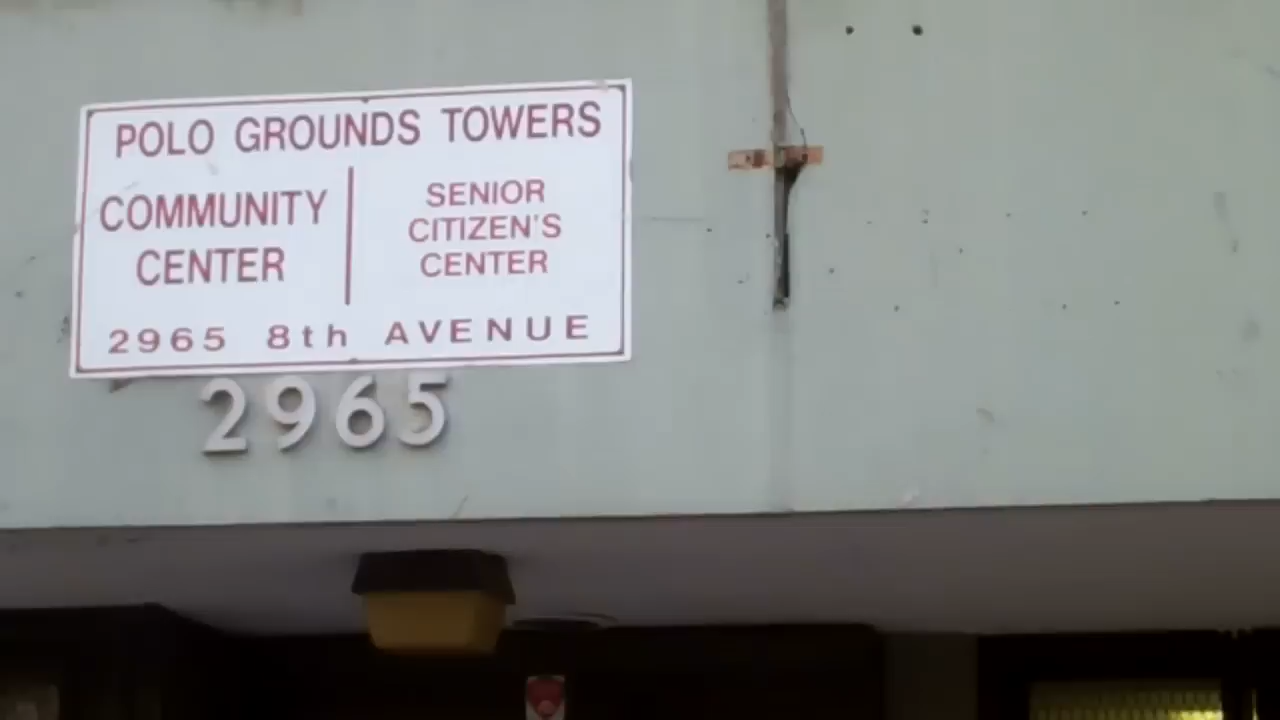 POLO GROUNDS TOWERS
COMMUNITY
CENTER
SENIOR
CITIZEN'S
CENTER
2965 8th AVENUE
2965